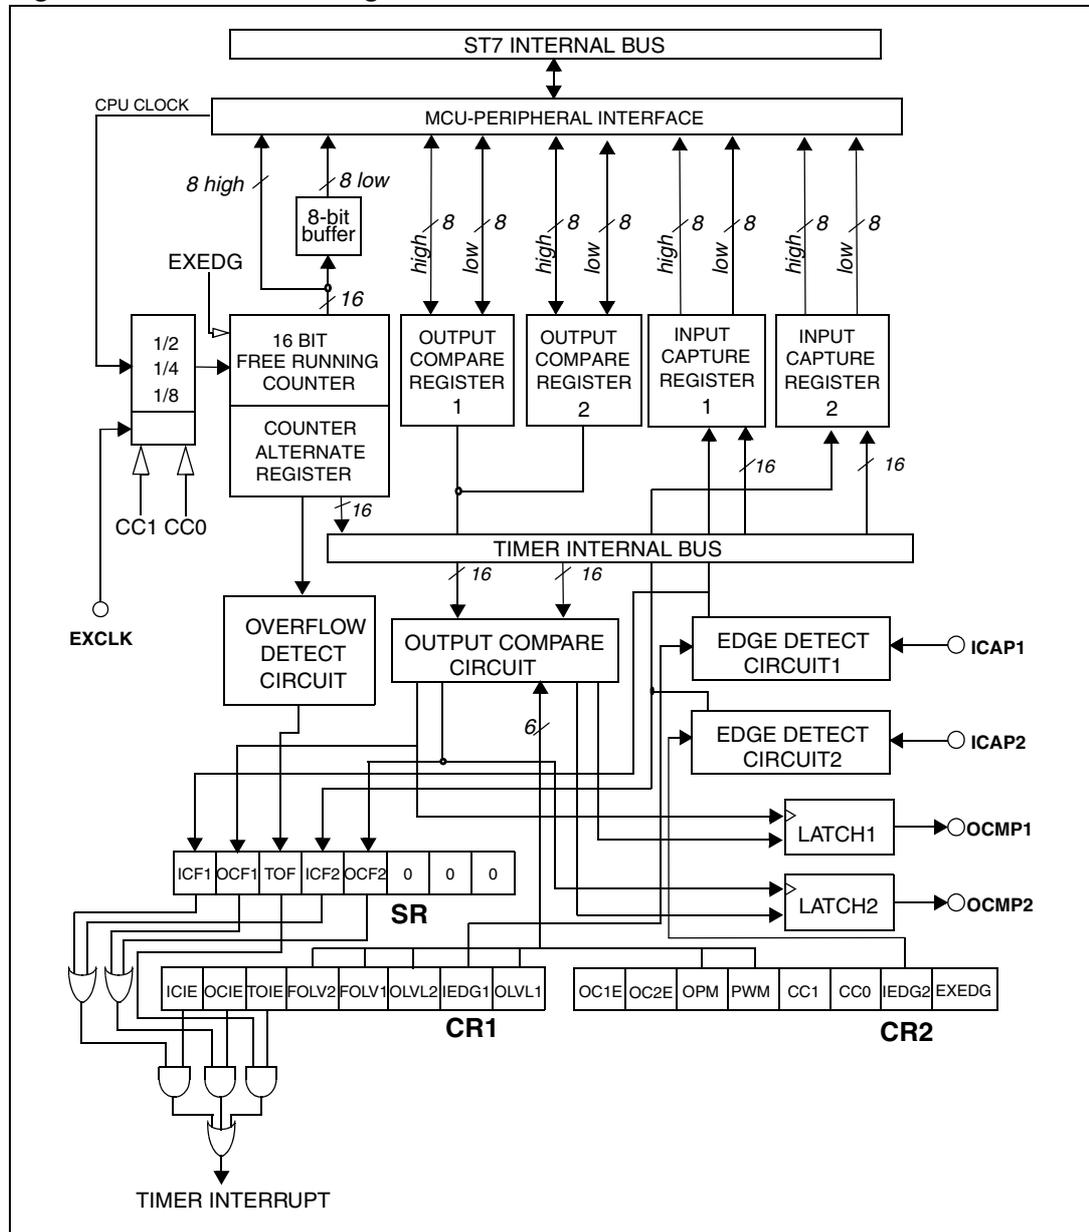 ST7 INTERNAL BUS
CPU CLOCK
MCU-PERIPHERAL INTERFACE
8 high
8 low
8-bit
buffer
high
8
low
8
high
8
low
8
high
8
low
8
high
8
low
8
EXEDG
16
1/2
1/4
1/8
16 BIT
FREE RUNNING
COUNTER
COUNTER
ALTERNATE
REGISTER
OUTPUT
COMPARE
REGISTER
1
OUTPUT
COMPARE
REGISTER
2
INPUT
CAPTURE
REGISTER
1
INPUT
CAPTURE
REGISTER
2
16
16
CC1 CC0
16
TIMER INTERNAL BUS
16
16
EXCLK
OVERFLOW
DETECT
CIRCUIT
OUTPUT COMPARE
CIRCUIT
EDGE DETECT
CIRCUIT1
ICAP1
6
EDGE DETECT
CIRCUIT2
ICAP2
LATCH1
OCMP1
ICF1 OCF1 TOF ICF2 OCF2 0 0 0
SR
LATCH2
OCMP2
ICIE OCIE TOIE FOLV2 FOLV1 OLVL2 IEDG1 OLVL1
CR1
OC1E OC2E OPM PWM CC1 CC0 IEDG2 EXEDG
CR2
TIMER INTERRUPT